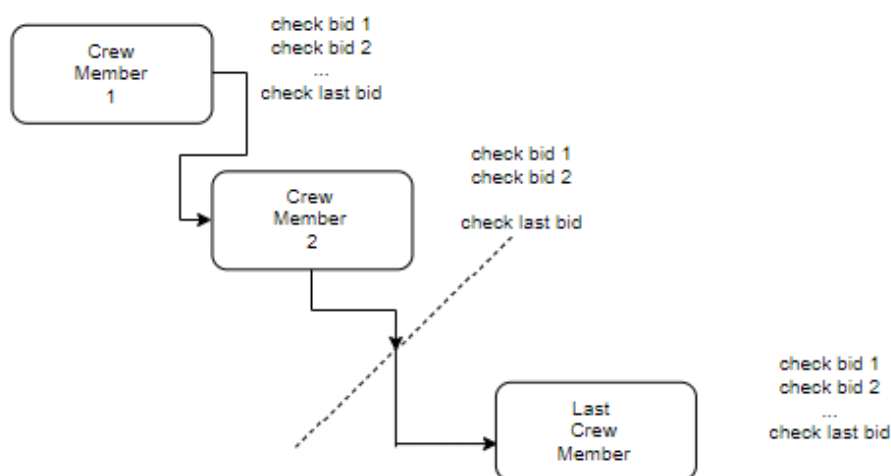 Crew
Member
1
check bid 1
check bid 2
...
check last bid
Crew
Member
2
check bid 1
check bid 2
check last bid
Last
Crew
Member
check bid 1
check bid 2
...
check last bid